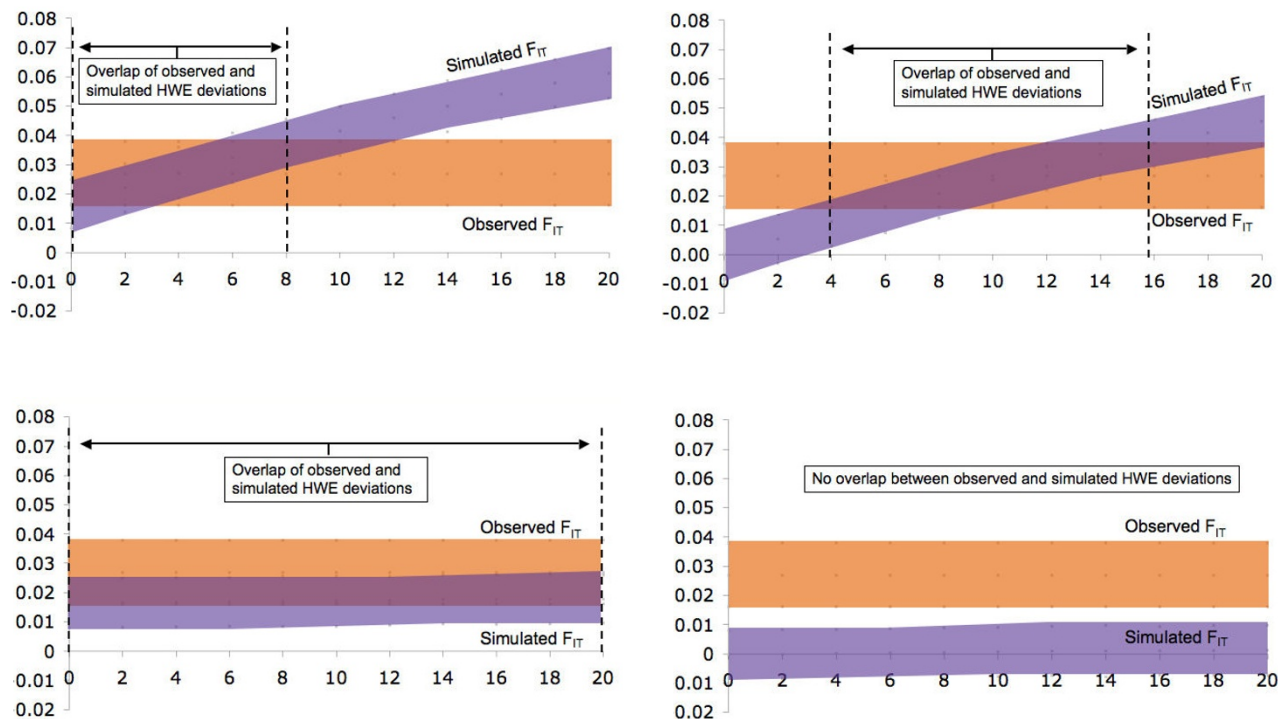 0.08
0.07
0.06
0.05
0.04
0.03
0.02
0.01
0
-0.01
-0.02
0 2 4 6 8 10 12 14 16 18 20
Overlap of observed and
simulated HWE deviations
Simulated FIT
Observed FIT
0.08
0.07
0.06
0.05
0.04
0.03
0.02
0.01
0.00
-0.01
-0.02
0 2 4 6 8 10 12 14 16 18 20
Overlap of observed and
simulated HWE deviations
Simulated FIT
Observed FIT
0.08
0.07
0.06
0.05
0.04
0.03
0.02
0.01
0
0.01
0.02
0 2 4 6 8 10 12 14 16 18 20
Overlap of observed and
simulated HWE deviations
Observed FIT
Simulated FIT
0.08
0.07
0.06
0.05
0.04
0.03
0.02
0.01
0
0.01
0.02
0 2 4 6 8 10 12 14 16 18 20
No overlap between observed and simulated HWE deviations
Observed FIT
Simulated FIT